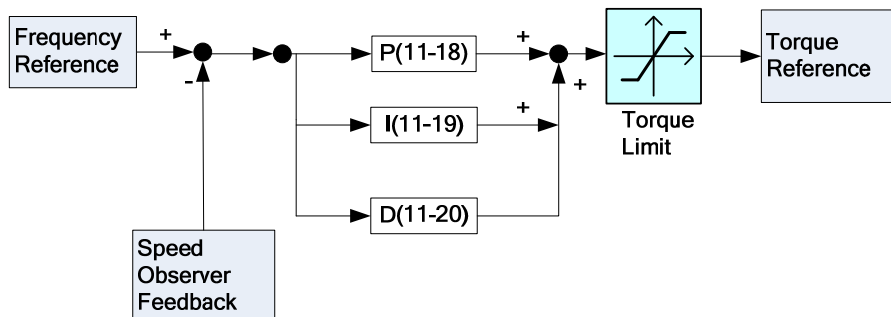 Frequency
Reference
+
-
P(11-18)
+
I(11-19)
+
+
D(11-20)
Torque
Limit
Torque
Reference
Speed
Observer
Feedback